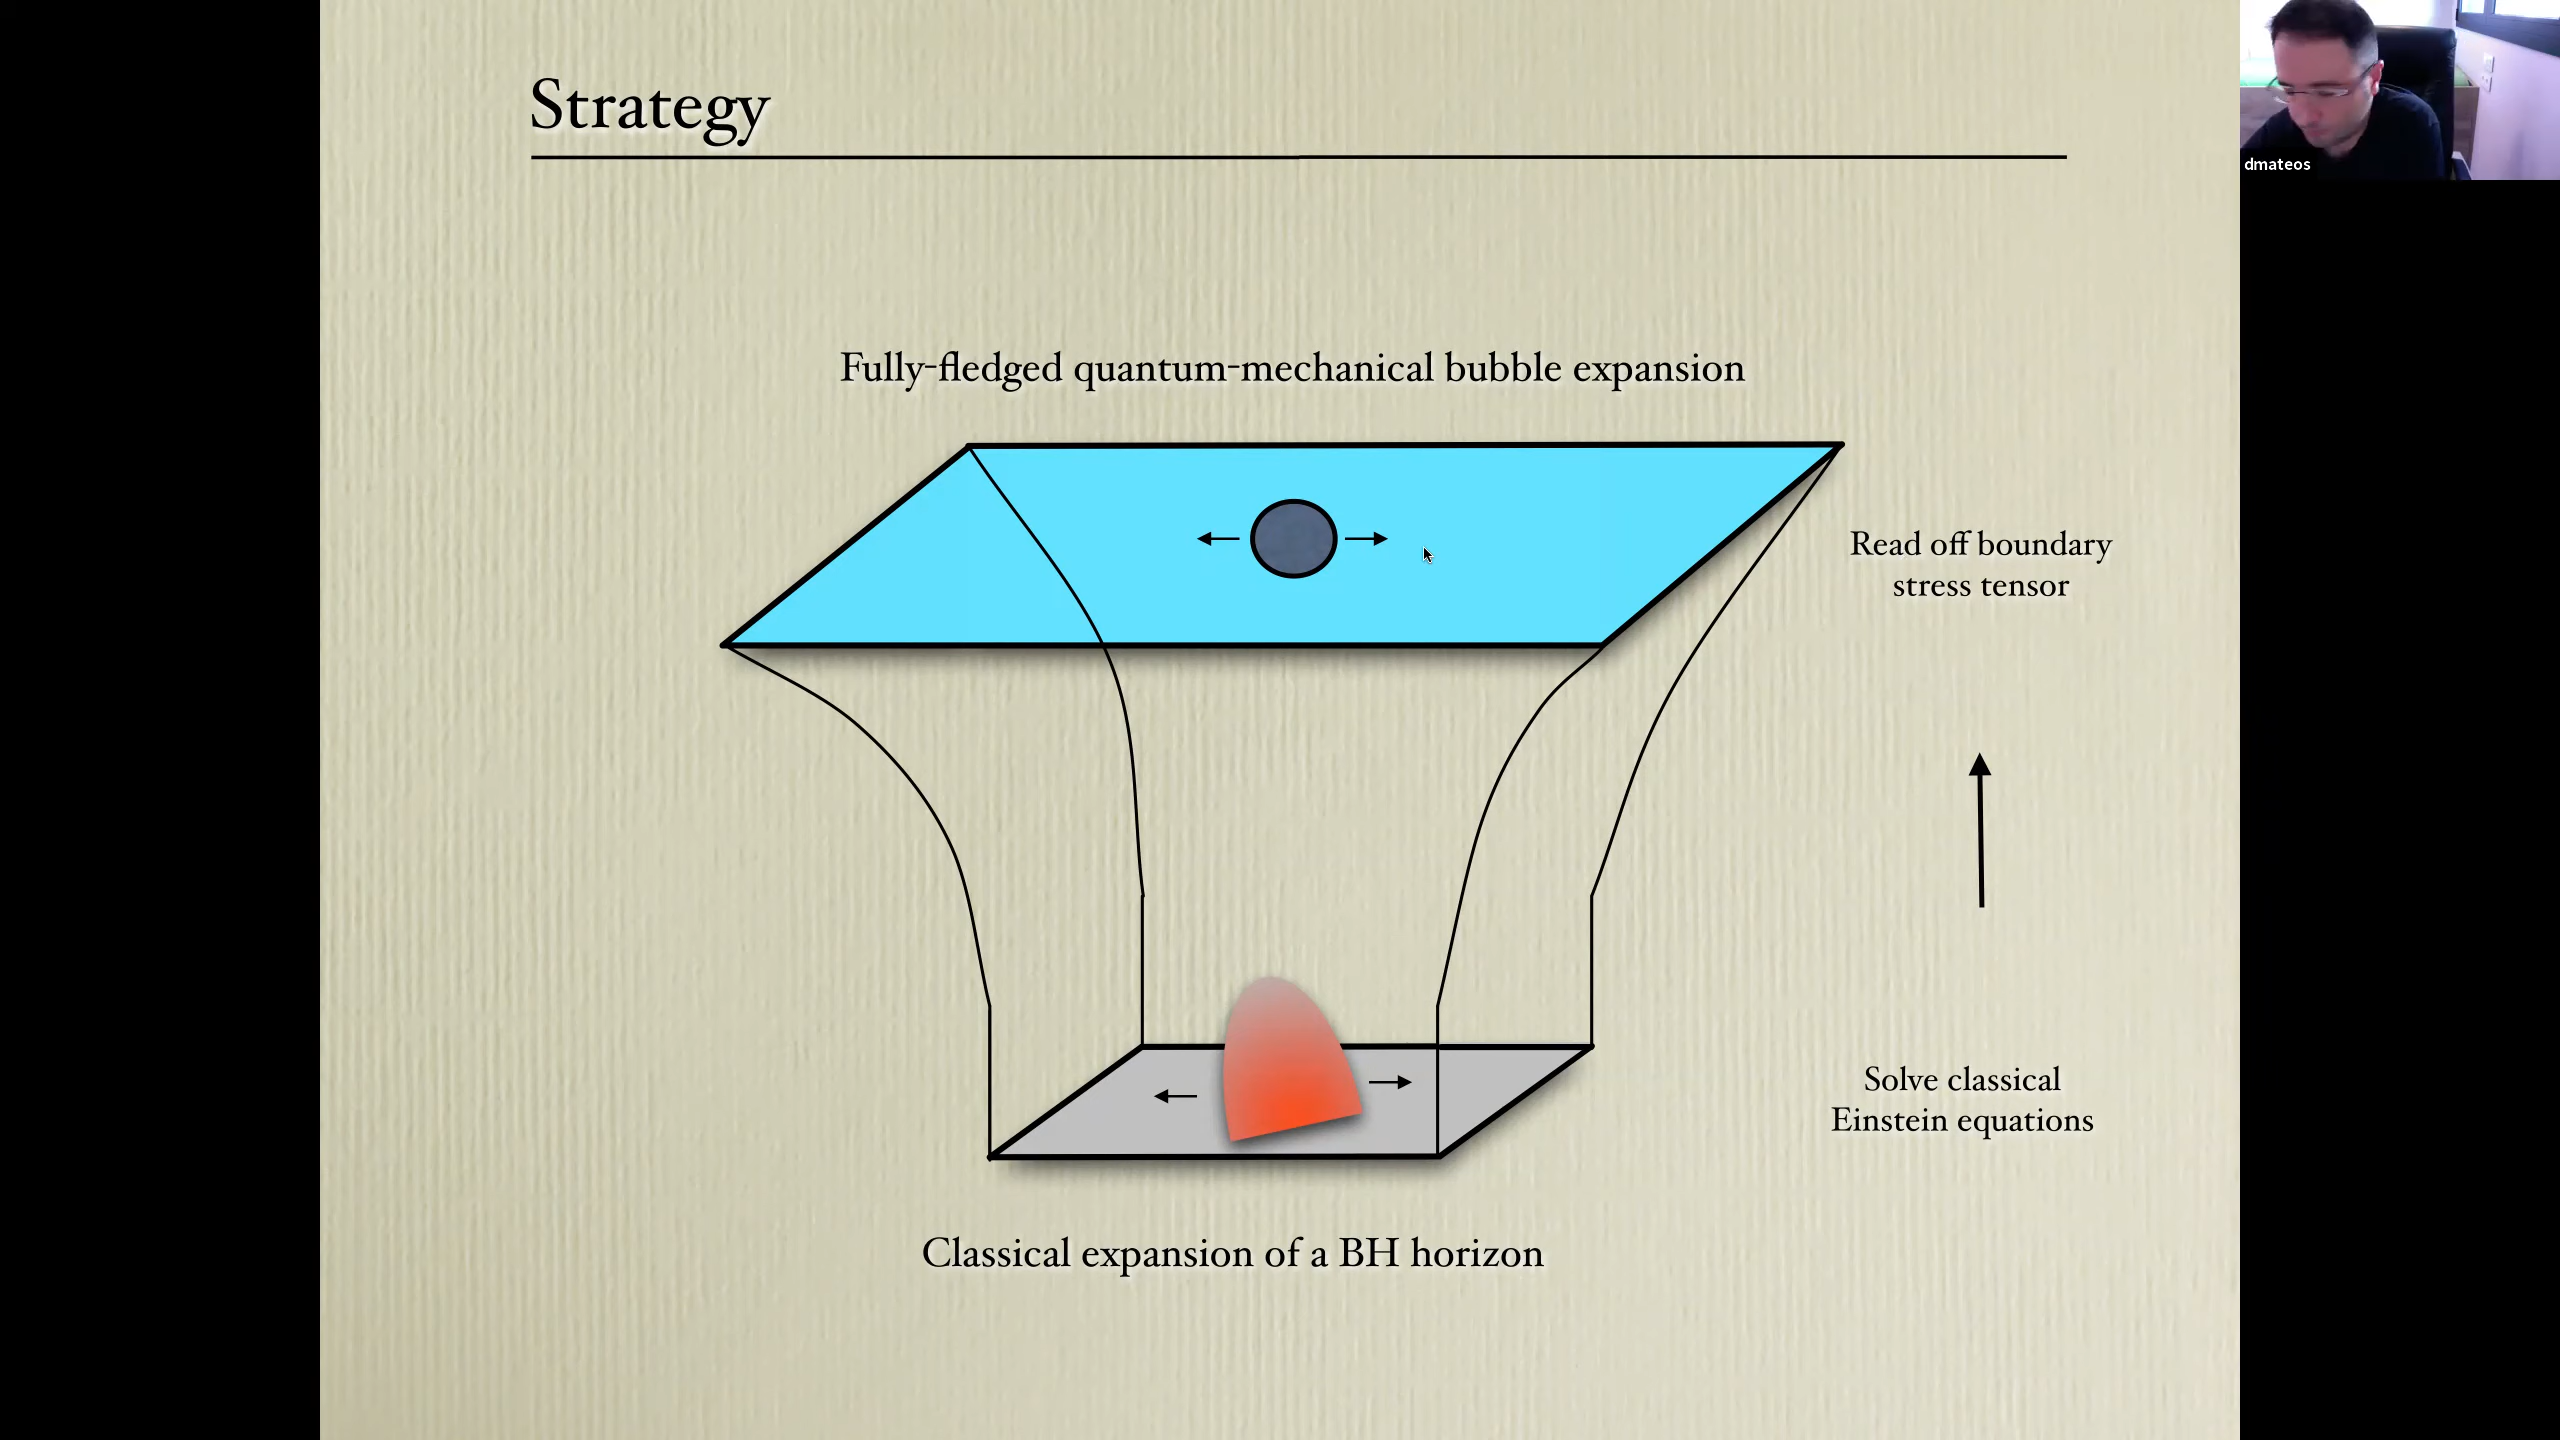 Strategy
dmateos
Fully-fledged quantum-mechanical bubble expansion
Read off boundary
stress tensor
Solve classical
Einstein equations
Classical expansion of a BH horizon